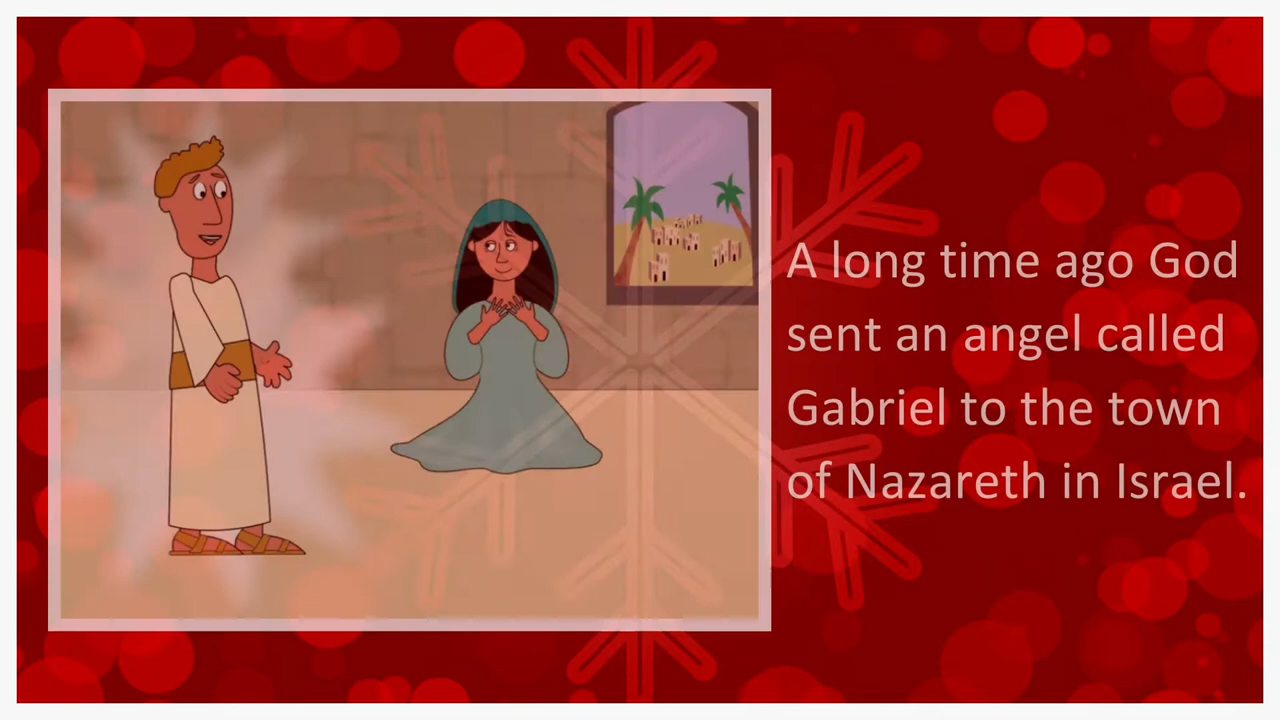 A long time ago God
sent an angel called
Gabriel to the town
of Nazareth in Israel.